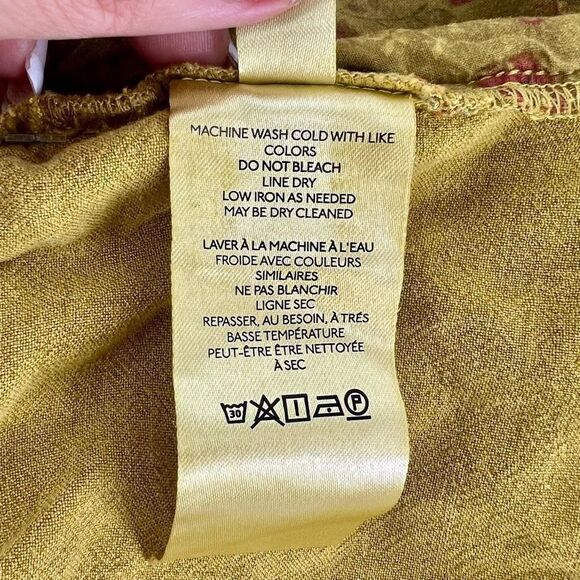 MACHINE WASH COLD WITH LIKE
COLORS
DO NOT BLEACH
LINE DRY
LOW IRON AS NEEDED
MAY BE DRY CLEANED
LAVER À LA MACHINE À L'EAU
FROIDE AVEC COULEURS
SIMILAIRES
NE PAS BLANCHIR
LIGNE SEC
REPASSER, AU BESOIN, À TRÉS
BASSE TEMPÉRATURE
PEUT-ÊTRE ÊTRE NETTOYÉE
À SEC
30 P